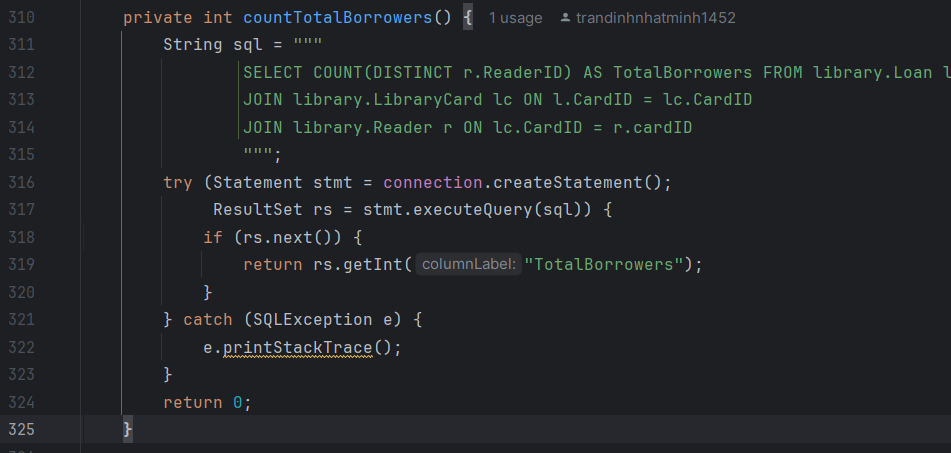 310 private int countTotalBorrowers() { 1 usage trandinhnhatminh1452
311 String sql = """
312 SELECT COUNT(DISTINCT r.ReaderID) AS TotalBorrowers FROM library.Loan l
313 JOIN library.LibraryCard lc ON l.CardID = lc.CardID
314 JOIN library.Reader r ON lc.CardID = r.cardID
315 """;
316 try (Statement stmt = connection.createStatement();
317 ResultSet rs = stmt.executeQuery(sql)) {
318 if (rs.next()) {
319 return rs.getInt( columnLabel: "TotalBorrowers");
320 }
321 } catch (SQLException e) {
322 e.printStackTrace();
323 }
324 return 0;
325 }